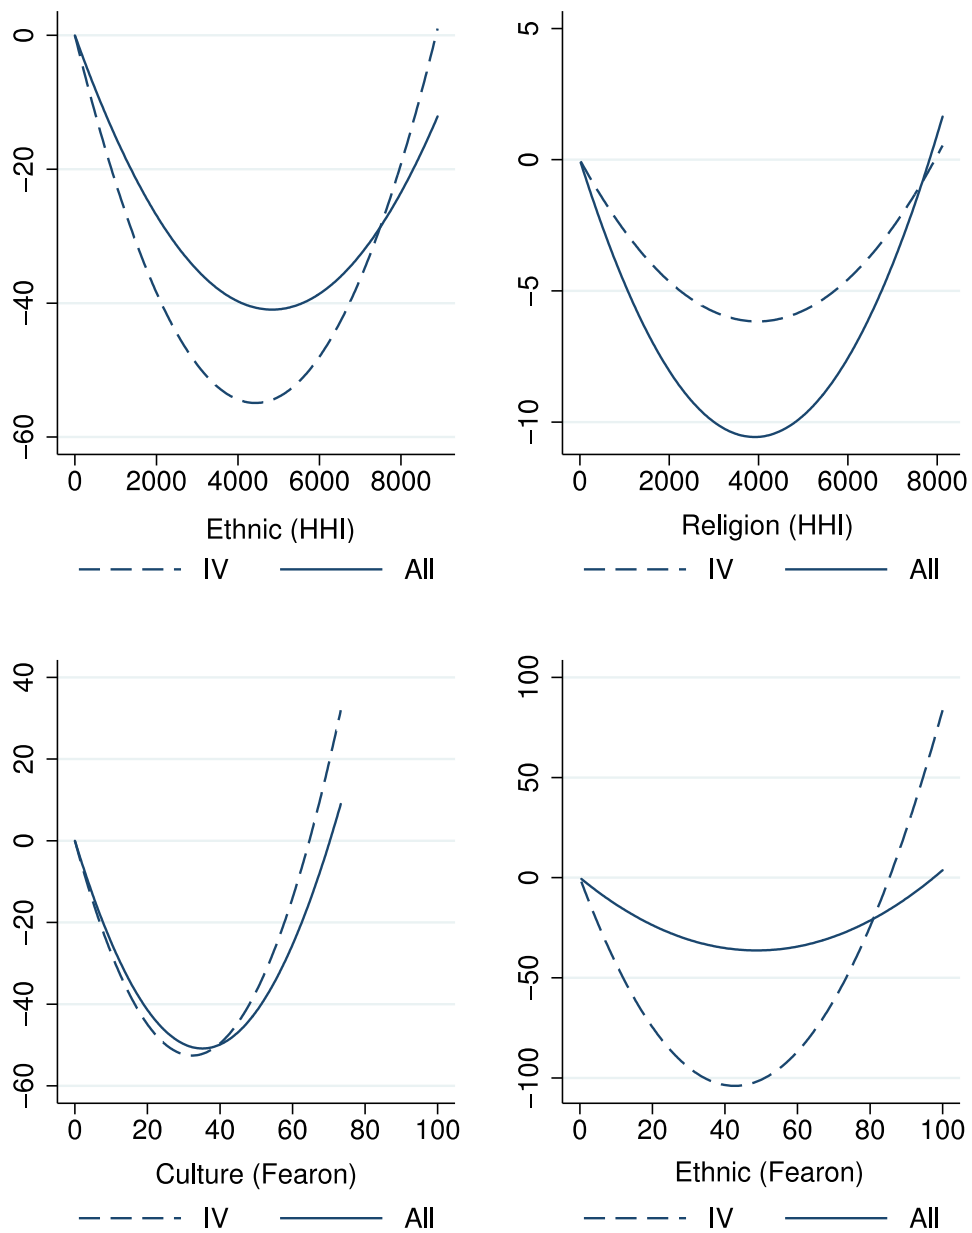 0
−20
−40
−60
0 2000 4000 6000 8000
Ethnic (HHI)
IV All
5
0
−5
−10
0 2000 4000 6000 8000
Religion (HHI)
IV All
40
20
0
−20
−40
−60
0 20 40 60 80 100
Culture (Fearon)
IV All
100
50
0
−50
−100
0 20 40 60 80 100
Ethnic (Fearon)
IV All